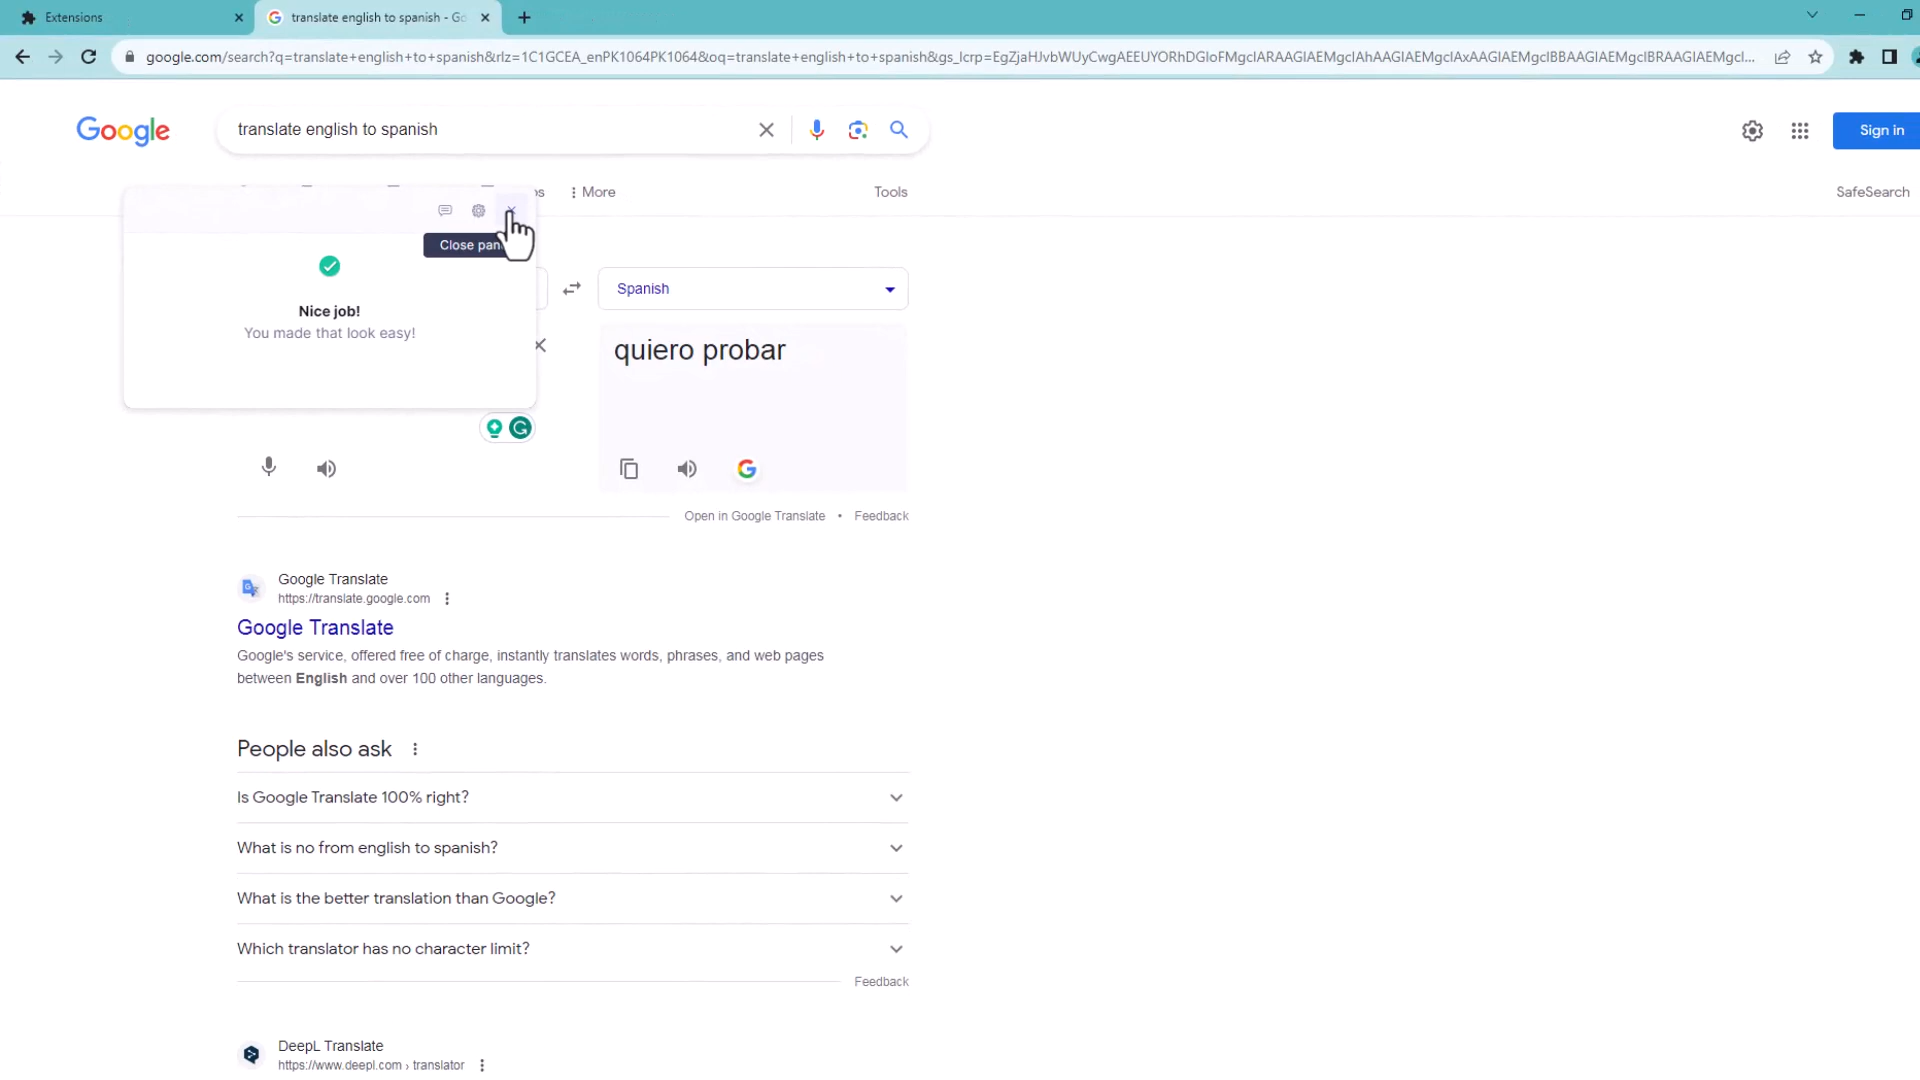 Extensions
translate english to spanish - Go
google.com/search?q=translate+english+to+spanish&rlz=1C1GCEA_enPK1064PK1064&oq=translate+english+to+spanish&gs_lcrp=
Google
translate english to spanish
Sign in
More
Tools
SafeSearch
Close pan
Nice job!
You made that look easy!
Spanish
quiero probar
Open in Google Translate • Feedback
Google Translate
https://translate.google.com
Google Translate
Google's service, offered free of charge, instantly translates words, phrases, and web pages
between English and over 100 other languages.
People also ask
Is Google Translate 100% right?
What is no from english to spanish?
What is the better translation than Google?
Which translator has no character limit?
Feedback
DeepL Translate
https://www.deepl.com › translator